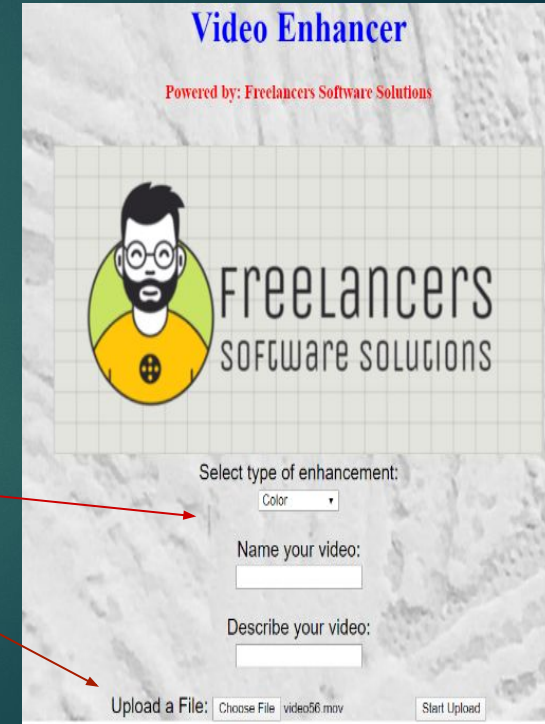 Video Enhancer
Powered by: Freelancers Software Solutions
Freelancers
software solutions
Select type of enhancement:
Color
Name your video:
Describe your video:
Upload a File: Choose File video56.mov Start Upload